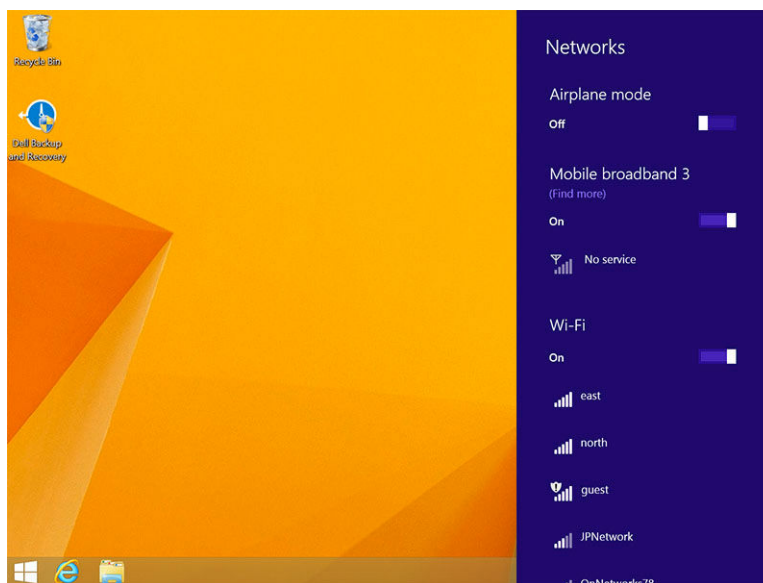 Recycle Bin
Dell Backup
and Recovery
Networks
Airplane mode
Off
Mobile broadband 3
(Find more)
On
No service
Wi-Fi
On
east
north
guest
JPNetwork
OnNetworks78